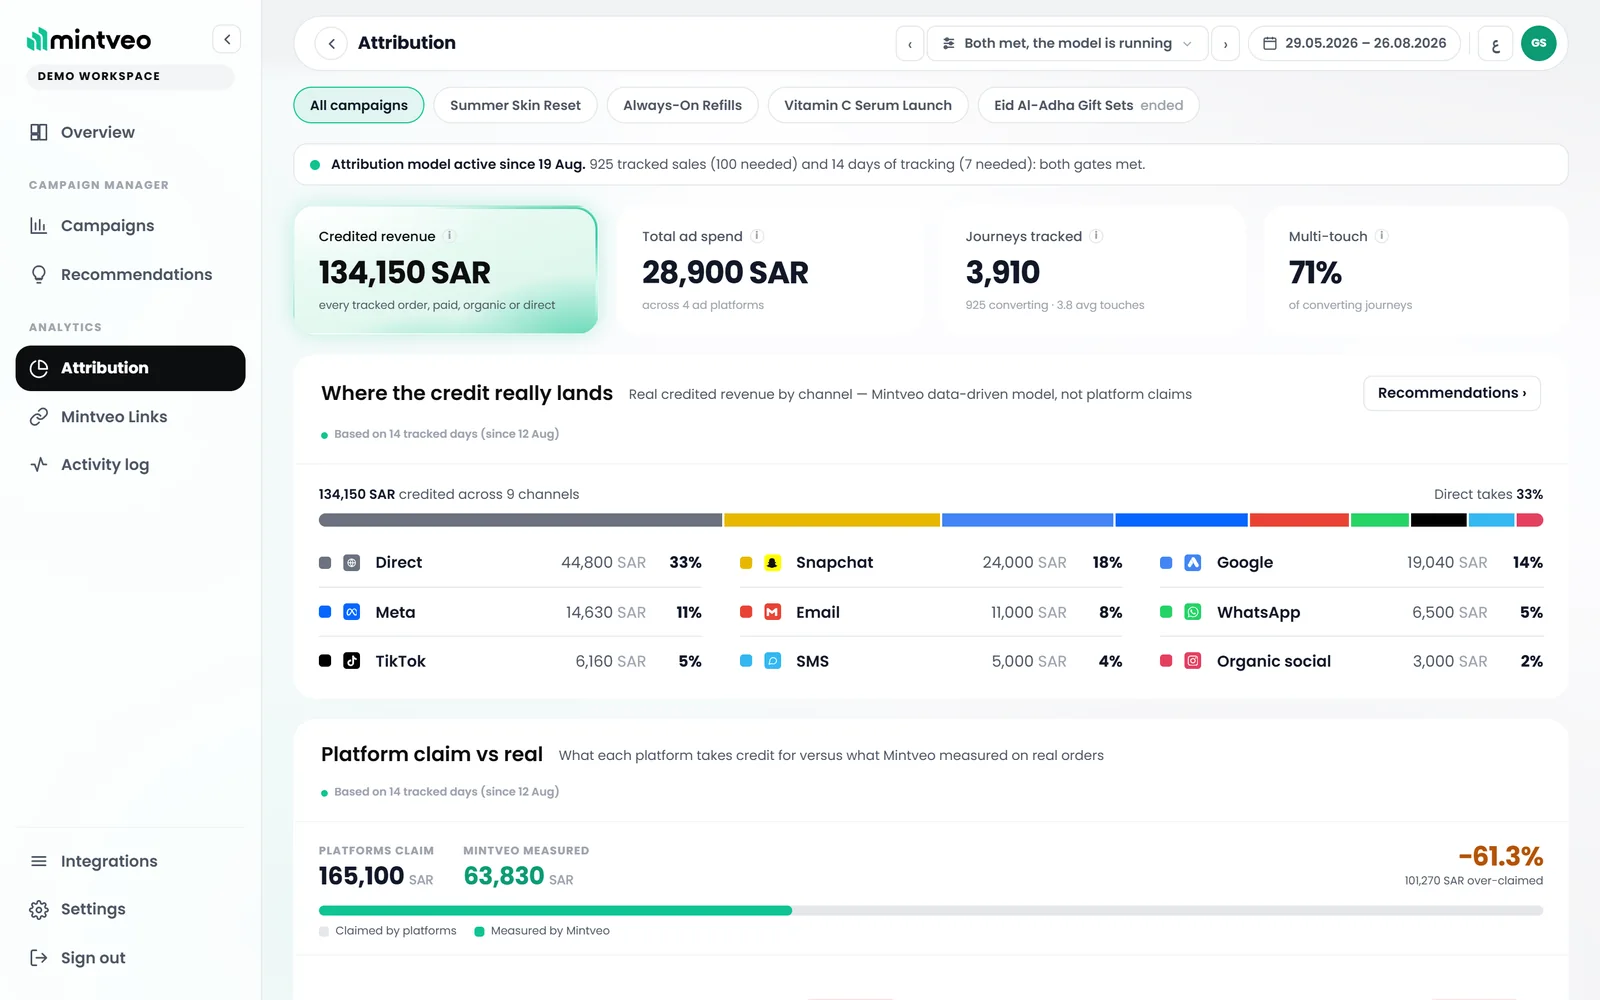 mintveo
DEMO WORKSPACE
Overview
CAMPAIGN MANAGER
Campaigns
Recommendations
ANALYTICS
Attribution
Mintveo Links
Activity log
Integrations
Settings
Sign out
Attribution
Both met, the model is running
29.05.2026 – 26.08.2026
ع
GS
All campaigns
Summer Skin Reset
Always-On Refills
Vitamin C Serum Launch
Eid Al-Adha Gift Sets ended
Attribution model active since 19 Aug. 925 tracked sales (100 needed) and 14 days of tracking (7 needed): both gates met.
Credited revenue
134,150 SAR
every tracked order, paid, organic or direct
Total ad spend
28,900 SAR
across 4 ad platforms
Journeys tracked
3,910
925 converting · 3.8 avg touches
Multi-touch
71%
of converting journeys
Where the credit really lands
Real credited revenue by channel — Mintveo data-driven model, not platform claims
Recommendations ›
Based on 14 tracked days (since 12 Aug)
134,150 SAR credited across 9 channels
Direct takes 33%
Direct 44,800 SAR 33%
Snapchat 24,000 SAR 18%
Google 19,040 SAR 14%
Meta 14,630 SAR 11%
Email 11,000 SAR 8%
WhatsApp 6,500 SAR 5%
TikTok 6,160 SAR 5%
SMS 5,000 SAR 4%
Organic social 3,000 SAR 2%
Platform claim vs real
What each platform takes credit for versus what Mintveo measured on real orders
Based on 14 tracked days (since 12 Aug)
PLATFORMS CLAIM
165,100 SAR
MINTVEO MEASURED
63,830 SAR
−61.3%
101,270 SAR over-claimed
Claimed by platforms
Measured by Mintveo